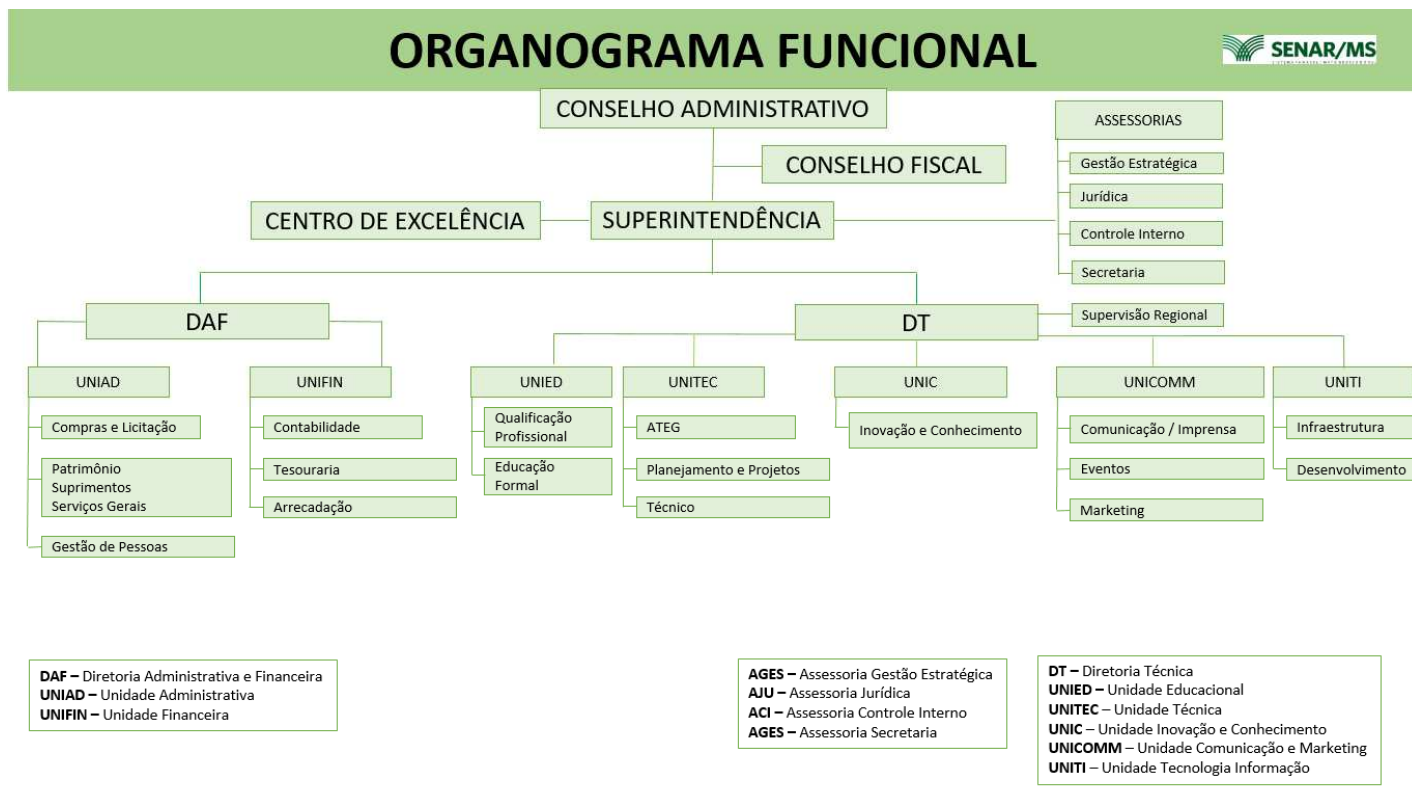 ORGANOGRAMA FUNCIONAL
SENAR/MS
CONSELHO ADMINISTRATIVO
ASSESSORIAS
CONSELHO FISCAL
Gestão Estratégica
Jurídica
CENTRO DE EXCELÊNCIA
SUPERINTENDÊNCIA
Controle Interno
Secretaria
DAF
DT
Supervisão Regional
UNIAD
UNIFIN
UNIED
UNITEC
UNIC
UNICOMM
UNITI
Compras e Licitação
Patrimônio
Suprimentos
Serviços Gerais
Gestão de Pessoas
Contabilidade
Tesouraria
Arrecadação
Qualificação
Profissional
Educação
Formal
ATEG
Planejamento e Projetos
Técnico
Inovação e Conhecimento
Comunicação / Imprensa
Eventos
Marketing
Infraestrutura
Desenvolvimento
DAF – Diretoria Administrativa e Financeira
UNIAD – Unidade Administrativa
UNIFIN – Unidade Financeira
AGES – Assessoria Gestão Estratégica
AJU – Assessoria Jurídica
ACI – Assessoria Controle Interno
AGES – Assessoria Secretaria
DT – Diretoria Técnica
UNIED – Unidade Educacional
UNITEC – Unidade Técnica
UNIC – Unidade Inovação e Conhecimento
UNICOMM – Unidade Comunicação e Marketing
UNITI – Unidade Tecnologia Informação